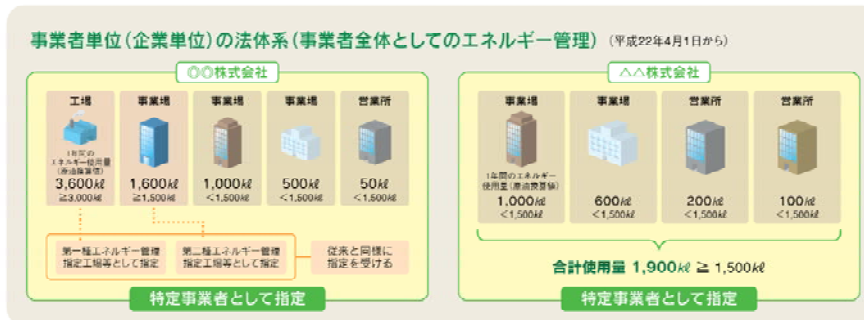 事業者単位(企業単位)の法体系(事業者全体としてのエネルギー管理) (平成22年4月1日から)
◎◎株式会社
工場
1年間の
エネルギー使用量
(原油換算値)
3,600㎘
≧3,000㎘
事業場
1,600㎘
≧1,500㎘
事業場
1,000㎘
<1,500㎘
事業場
500㎘
<1,500㎘
営業所
50㎘
<1,500㎘
第一種エネルギー管理
指定工場等として指定
第二種エネルギー管理
指定工場等として指定
従来と同様に
指定を受ける
特定事業者として指定
△△株式会社
事業場
1年間のエネルギー
使用量(原油換算値)
1,000㎘
<1,500㎘
事業場
600㎘
<1,500㎘
営業所
200㎘
<1,500㎘
営業所
100㎘
<1,500㎘
合計使用量 1,900㎘ ≧ 1,500㎘
特定事業者として指定